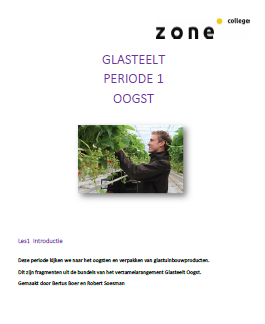 zone college
GLASTEELT
PERIODE 1
OOGST
Les1 Introductie
Deze periode kijken we naar het oogsten en verpakken van glastuinbouwproducten.
Dit zijn fragmenten uit de bundels van het verzamelarrangement Glasteelt Oogst.
Gemaakt door Bertus Boer en Robert Soesman